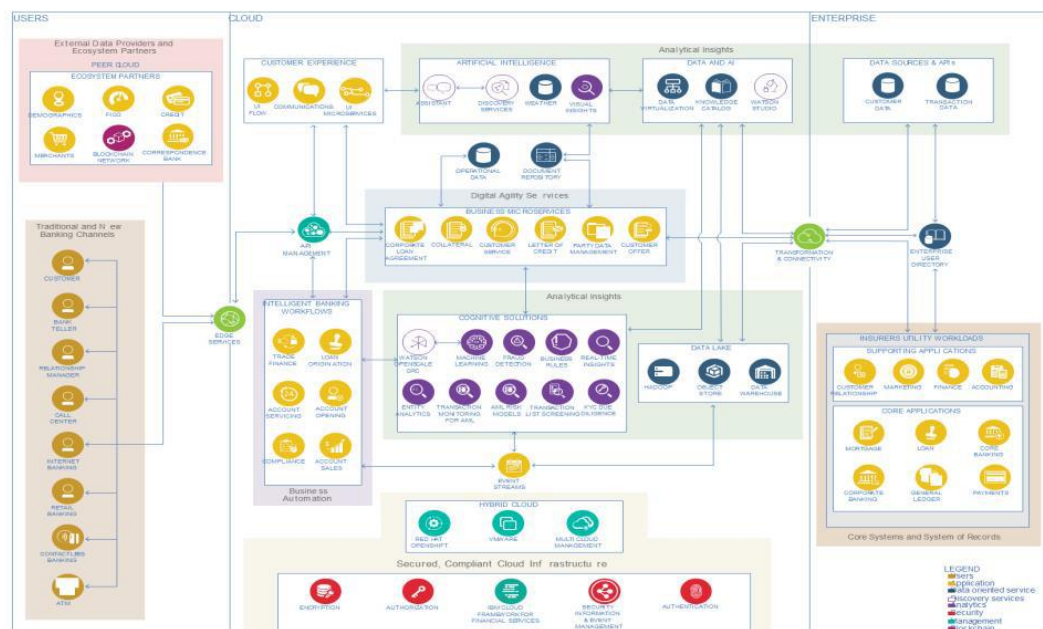 USERS
CLOUD
ENTERPRISE
External Data Providers and
Ecosystem Partners
PEER CLOUD
ECOSYSTEM PARTNERS
DEMOGRAPHICS
FICO
CREDIT
MERCHANTS
BLOCKCHAIN
NETWORK
CORRESPONDENCE
BANK
Traditional and New
Banking Channels
CUSTOMER
BANK
TELLER
RELATIONSHIP
MANAGER
CALL
CENTER
INTERNET
BANKING
RETAIL
BANKING
CONTACTLESS
BANKING
ATM
EDGE
SERVICES
CUSTOMER EXPERIENCE
UI
FLOW
COMMUNICATIONS
UI
MICROSERVICES
API
MANAGEMENT
Analytical Insights
ARTIFICIAL INTELLIGENCE
ASSISTANT
DISCOVERY
SERVICES
WEATHER
VISUAL
INSIGHTS
DATA AND AI
DATA
VIRTUALIZATION
KNOWLEDGE
CATALOG
WATSON
STUDIO
DATA SOURCES & APIs
CUSTOMER
DATA
TRANSACTION
DATA
OPERATIONAL
DATA
DOCUMENT
REPOSITORY
Digital Agility Se rvices
BUSINESS MICROSERVICES
CORPORATE
LOAN
AGREEMENT
COLLATERAL
CUSTOMER
SERVICE
LETTER OF
CREDIT
PARTY DATA
MANAGEMENT
CUSTOMER
OFFER
TRANSFORMATION
& CONNECTIVITY
ENTERPRISE
USER
DIRECTORY
INTELLIGENT BANKING
WORKFLOWS
TRADE
FINANCE
LOAN
ORIGINATION
ACCOUNT
SERVICING
ACCOUNT
OPENING
COMPLIANCE
ACCOUNT
SALES
Business
Automation
Analytical Insights
COGNITIVE SOLUTIONS
WATSON
OPENSCALE
MACHINE
LEARNING
FRAUD
DETECTION
BUSINESS
RULES
REAL-TIME
INSIGHTS
ENTITY
ANALYTICS
TRANSACTION
MONITORING
FOR AML
AML RISK
MODELS
TRANSACTION
LIST SCREENING
KYC DUE
DILIGENCE
DATA LAKE
HADOOP
OBJECT
STORE
DATA
WAREHOUSE
EVENT
STREAMS
HYBRID CLOUD
RED HAT
OPENSHIFT
VMWARE
MULTI CLOUD
MANAGEMENT
Secured, Compliant Cloud Inf rastructu re
ENCRYPTION
AUTHORIZATION
IBM CLOUD
FRAMEWORK FOR
FINANCIAL SERVICES
SECURITY
INFORMATION
& EVENT
MANAGEMENT
AUTHENTICATION
INSURERS UTILITY WORKLOADS
SUPPORTING APPLICATIONS
CUSTOMER
RELATIONSHIP
MARKETING
FINANCE
ACCOUNTING
CORE APPLICATIONS
MORTGAGE
LOAN
CORE
BANKING
CORPORATE
BANKING
GENERAL
LEDGER
PAYMENTS
Core Systems and System of Records
LEGEND
Users
Application
Data oriented service
Discovery services
Analytics
Security
Management
Blockchain